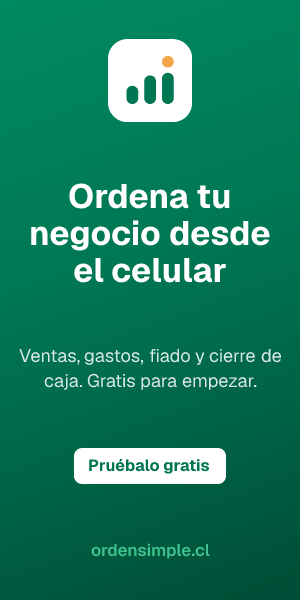 Ordena tu
negocio desde
el celular
Ventas, gastos, fiado y cierre de
caja. Gratis para empezar.
Pruébalo gratis
ordensimple.cl